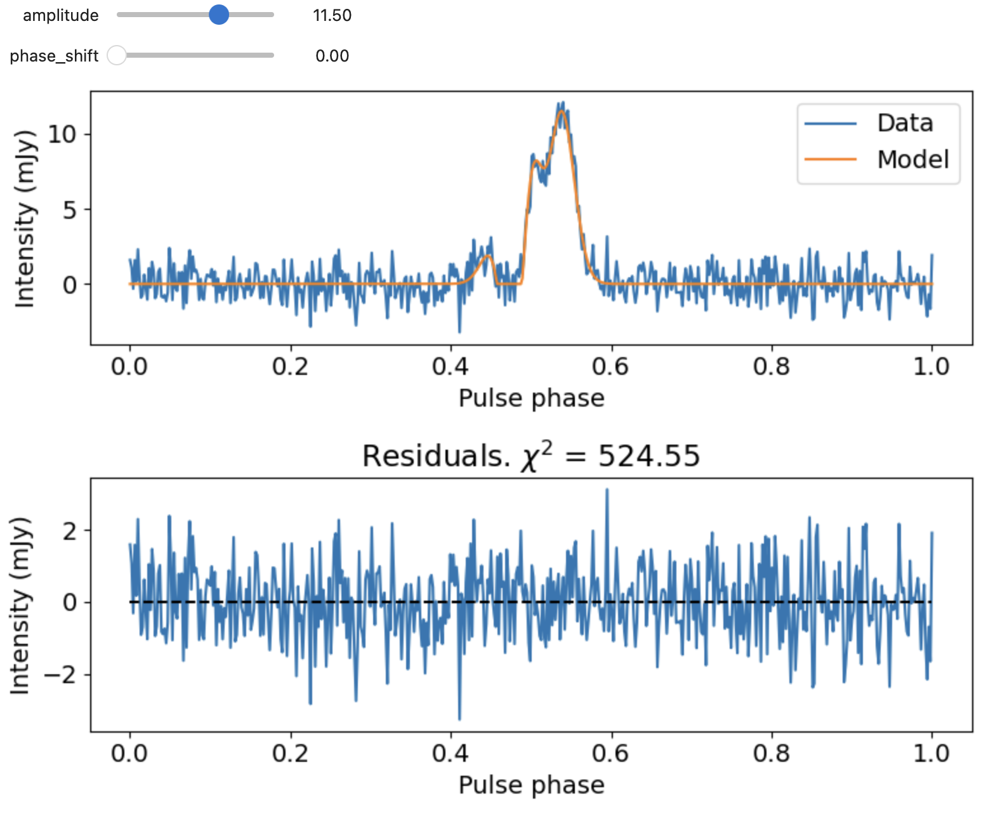 amplitude 11.50
phase_shift 0.00
Data
Model
Intensity (mJy)
10
5
0
0.0 0.2 0.4 0.6 0.8 1.0
Pulse phase
Residuals. χ² = 524.55
Intensity (mJy)
2
0
−2
0.0 0.2 0.4 0.6 0.8 1.0
Pulse phase